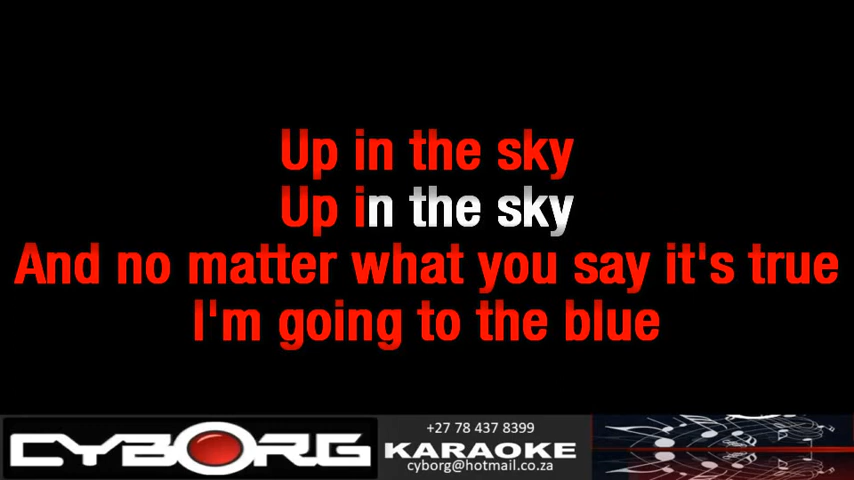 Up in the sky
Up in the sky
And no matter what you say it's true
I'm going to the blue
CYBORG
+27 78 437 8399
KARAOKE
cyborg@hotmail.co.za